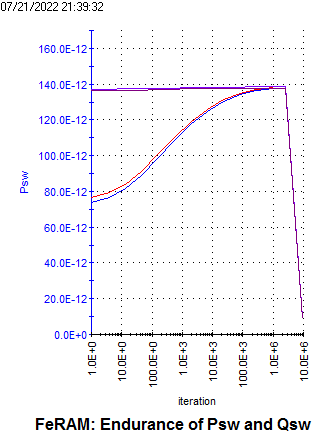 07/21/2022 21:39:32
160.0E-12
140.0E-12
120.0E-12
100.0E-12
80.0E-12
60.0E-12
40.0E-12
20.0E-12
0.0E+0
Psw
1.0E+0
10.0E+0
100.0E+0
1.0E+3
10.0E+3
100.0E+3
1.0E+6
10.0E+6
iteration
FeRAM: Endurance of Psw and Qsw